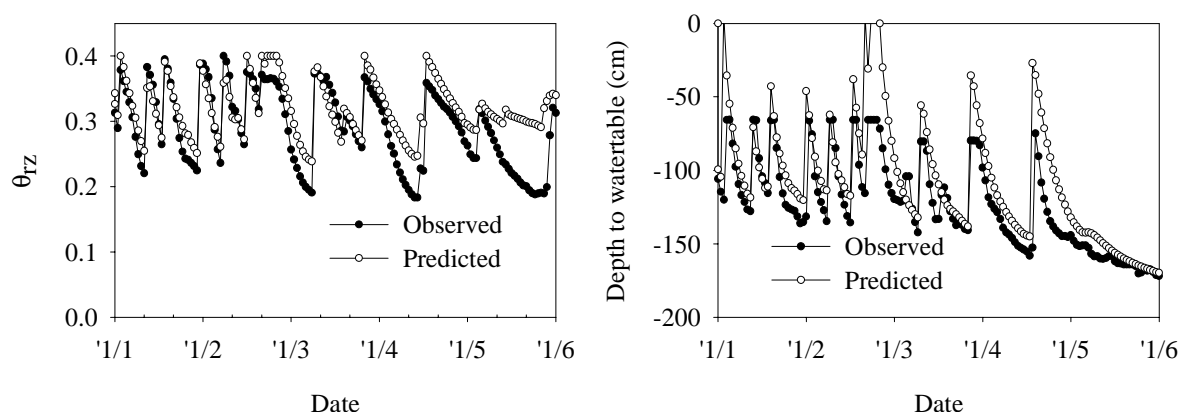 0.4
0.3
0.2
0.1
0.0
θrz
Observed
Predicted
'1/1
'1/2
'1/3
'1/4
'1/5
'1/6
Date
0
-50
-100
-150
-200
Depth to watertable (cm)
Observed
Predicted
'1/1
'1/2
'1/3
'1/4
'1/5
'1/6
Date